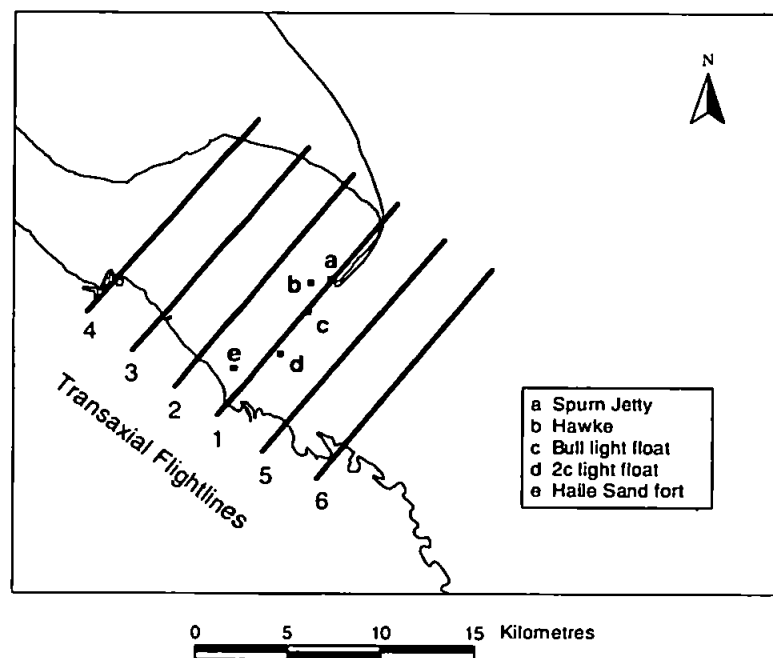 N
a
b
c
d
e
4
3
2
1
5
6
Transaxial Flightlines
a Spurn Jetty
b Hawke
c Bull light float
d 2c light float
e Haile Sand fort
0 5 10 15 Kilometres